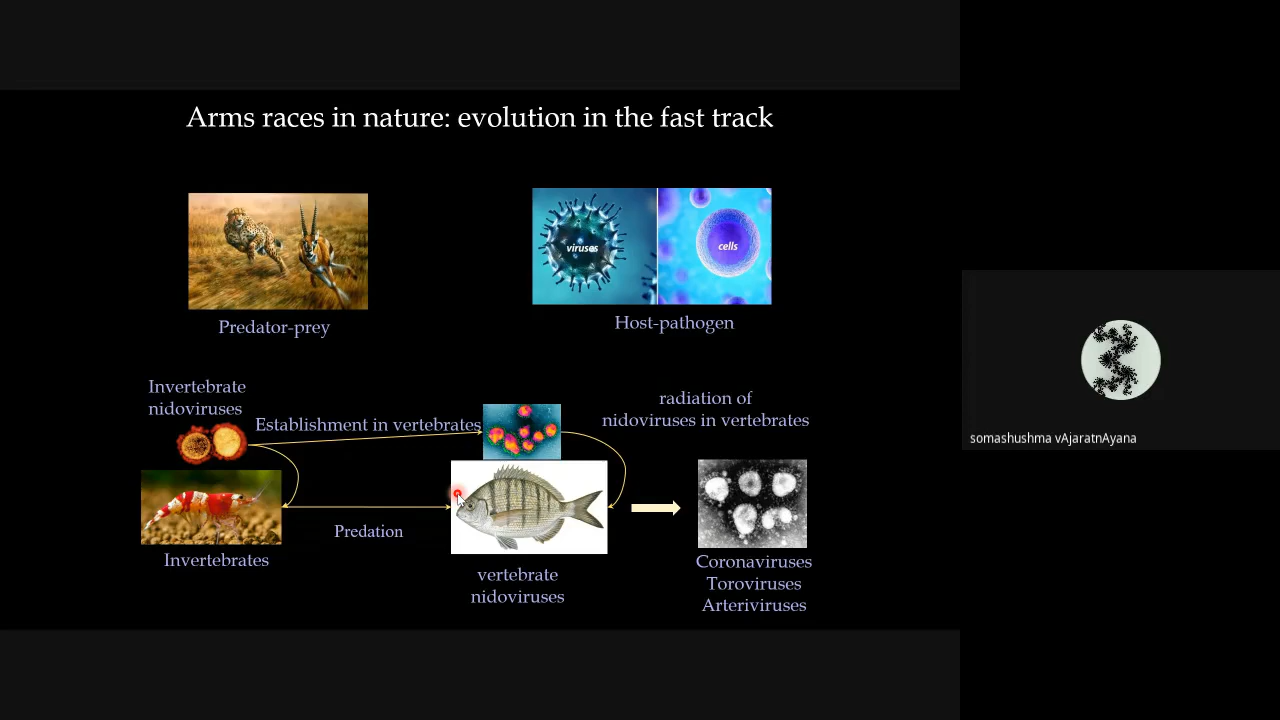 Arms races in nature: evolution in the fast track
viruses
cells
Predator-prey
Host-pathogen
Invertebrate
nidoviruses
Establishment in vertebrates
radiation of
nidoviruses in vertebrates
Predation
Invertebrates
vertebrate
nidoviruses
Coronaviruses
Toroviruses
Arteriviruses
somashushma vAjaratnAyana